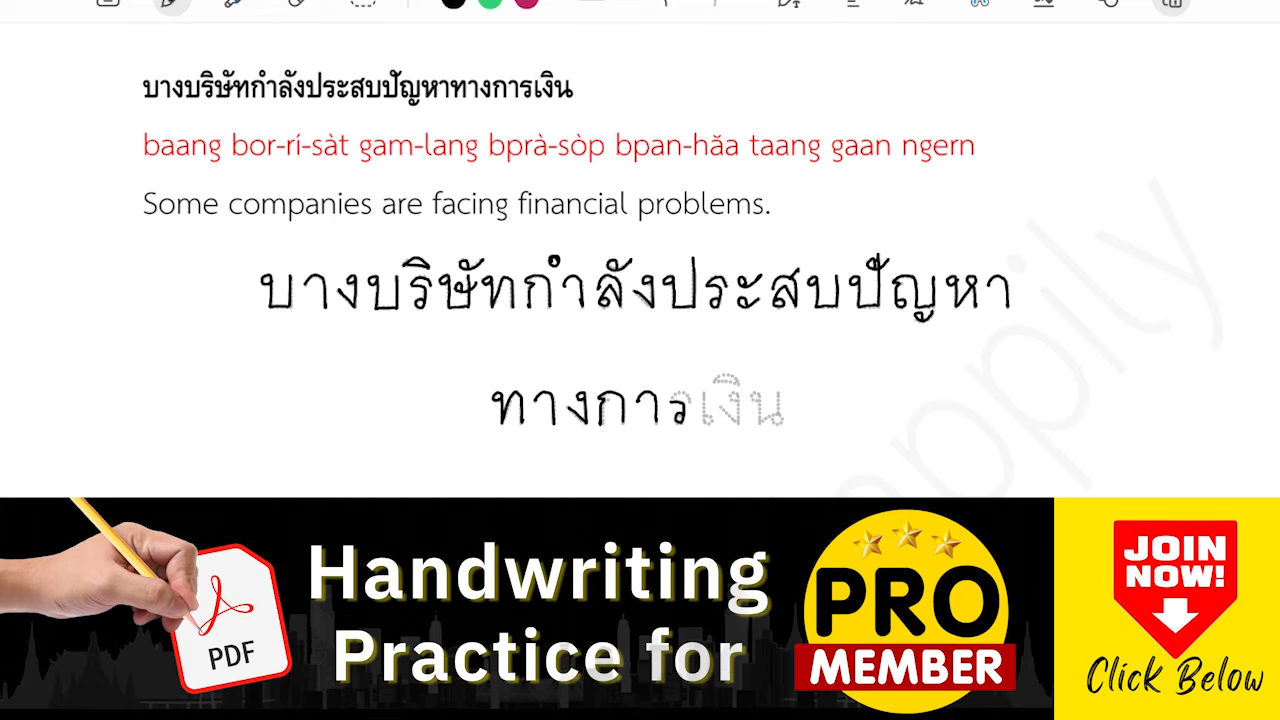 บางบริษัทกำลังประสบปัญหาทางการเงิน
baang bor-rí-sàt gam-lang bprà-sòp bpan-hăa taang gaan ngern
Some companies are facing financial problems.
บางบริษัทกำลังประสบปัญหา
ทางการเงิน
Handwriting
Practice for
PDF
PRO
MEMBER
JOIN
NOW!
Click Below